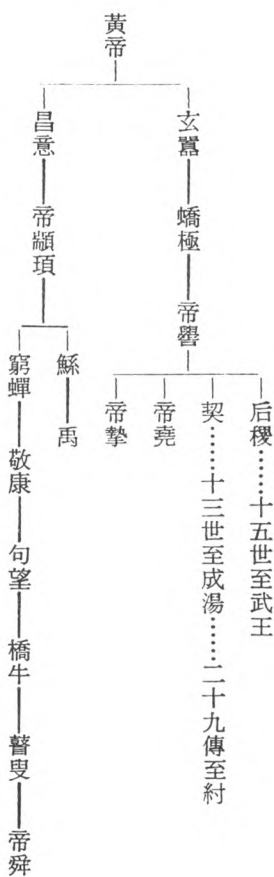 黃帝
玄囂——蟜極——帝嚳
后稷……十五世至武王
契……十三世至成湯……二十九傳至紂
帝堯
帝摯
昌意——帝顓頊
鯀——禹
窮蟬——敬康——句望——橋牛——瞽叟——帝舜